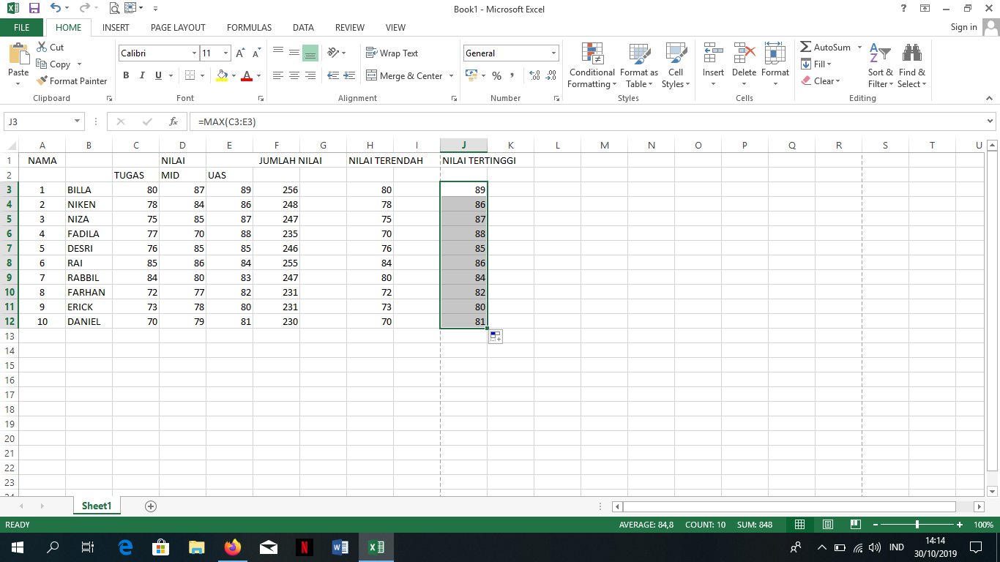 Book1 - Microsoft Excel
FILE HOME INSERT PAGE LAYOUT FORMULAS DATA REVIEW VIEW Sign in
Paste Cut Copy Format Painter Clipboard
Calibri 11 B I U A Font
Wrap Text Merge & Center Alignment
General % Number
Conditional Formatting Format as Table Cell Styles Styles
Insert Delete Format Cells
AutoSum Fill Clear Sort & Filter Find & Select Editing
J3 fx =MAX(C3:E3)
A B C D E F G H I J K L M N O P Q R S T U
1 NAMA NILAI JUMLAH NILAI NILAI TERENDAH NILAI TERTINGGI
2 TUGAS MID UAS
3 1 BILLA 80 87 89 256 80 89
4 2 NIKEN 78 84 86 248 78 86
5 3 NIZA 75 85 87 247 75 87
6 4 FADILA 77 70 88 235 70 88
7 5 DESRI 76 85 85 246 76 85
8 6 RAI 85 86 84 255 84 86
9 7 RABBIL 84 80 83 247 80 84
10 8 FARHAN 72 77 82 231 72 82
11 9 ERICK 73 78 80 231 73 80
12 10 DANIEL 70 79 81 230 70 81
13
14
15
16
17
18
19
20
21
22
23
24
Sheet1
READY AVERAGE: 84,8 COUNT: 10 SUM: 848 100%
IND 14:14
30/10/2019